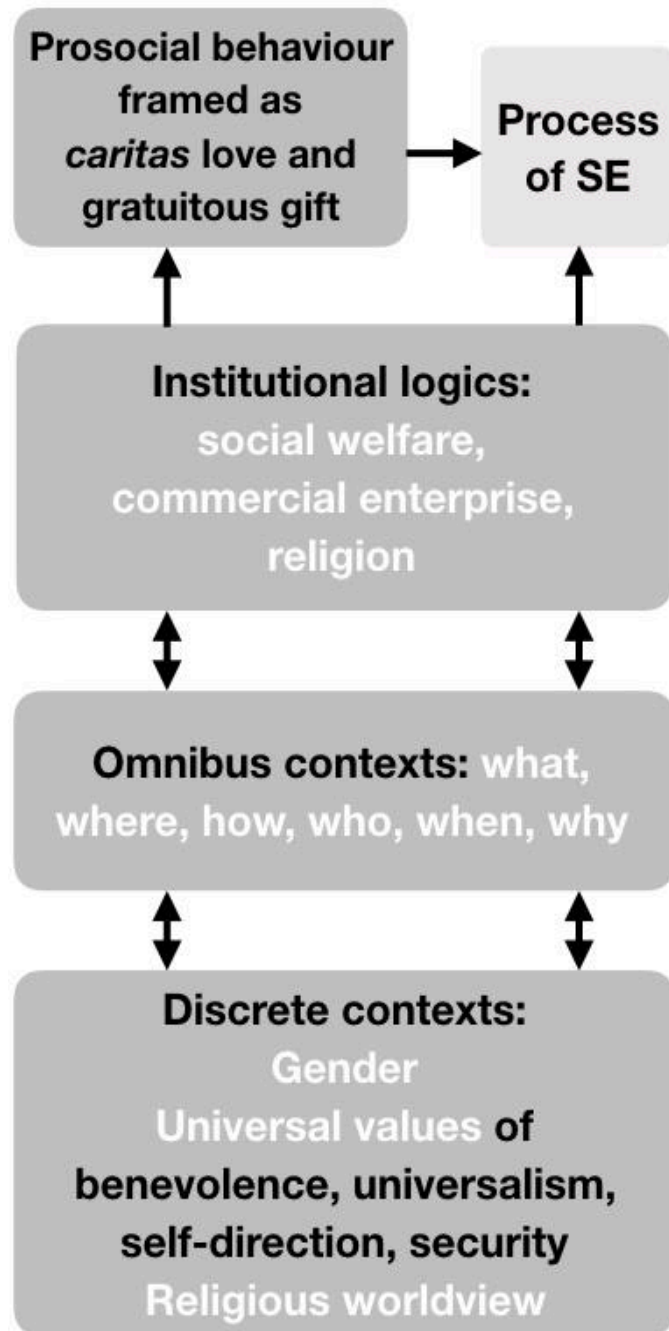 Prosocial behaviour
framed as
caritas love and
gratuitous gift
Process
of SE
Institutional logics:
social welfare,
commercial enterprise,
religion
Omnibus contexts: what,
where, how, who, when, why
Discrete contexts:
Gender
Universal values of
benevolence, universalism,
self-direction, security
Religious worldview